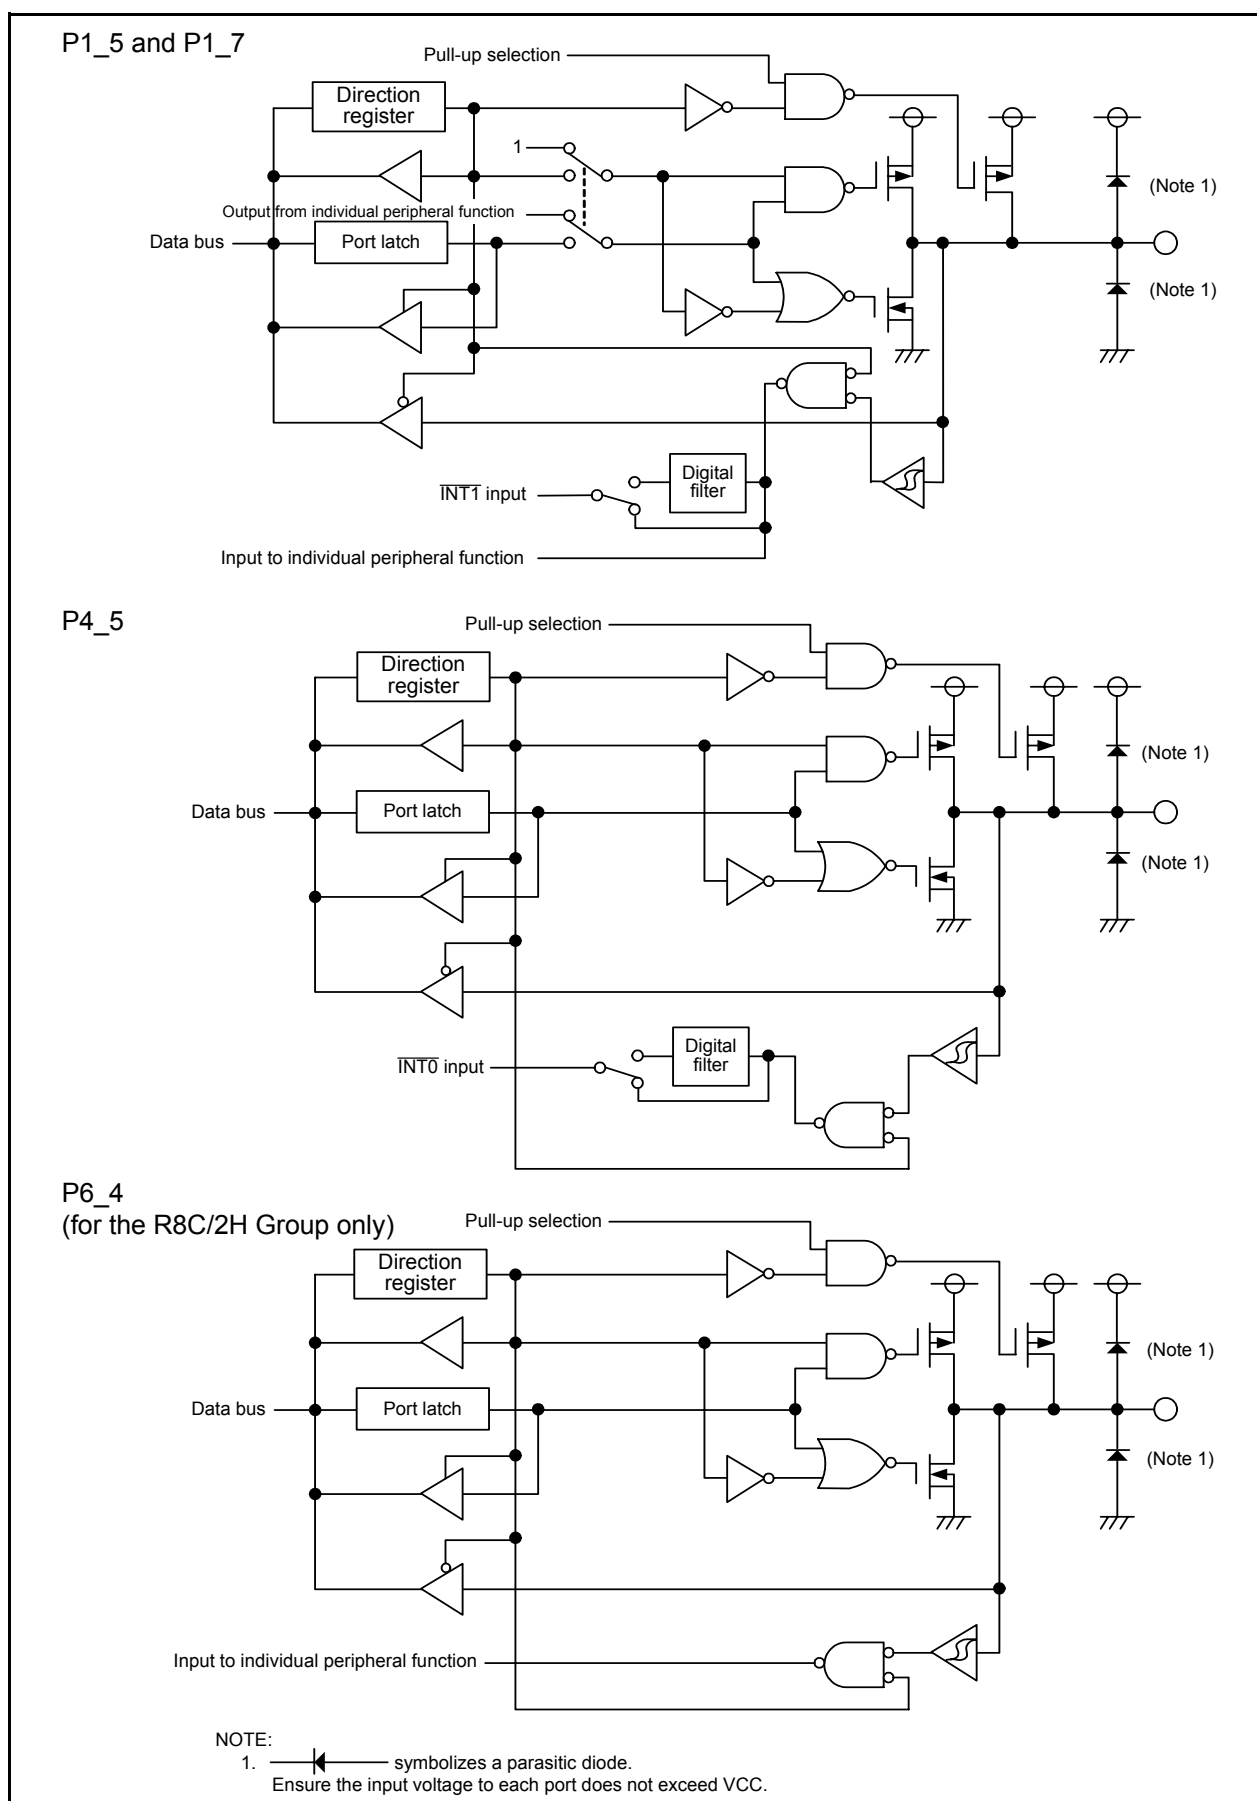 P1_5 and P1_7
Pull-up selection
Direction
register
1
(Note 1)
Output from individual peripheral function
Data bus
Port latch
(Note 1)
Digital
filter
INT1 input
Input to individual peripheral function
P4_5
Pull-up selection
Direction
register
(Note 1)
Data bus
Port latch
(Note 1)
Digital
filter
INT0 input
P6_4
(for the R8C/2H Group only)
Pull-up selection
Direction
register
(Note 1)
Data bus
Port latch
(Note 1)
Input to individual peripheral function
NOTE:
1. symbolizes a parasitic diode.
Ensure the input voltage to each port does not exceed VCC.